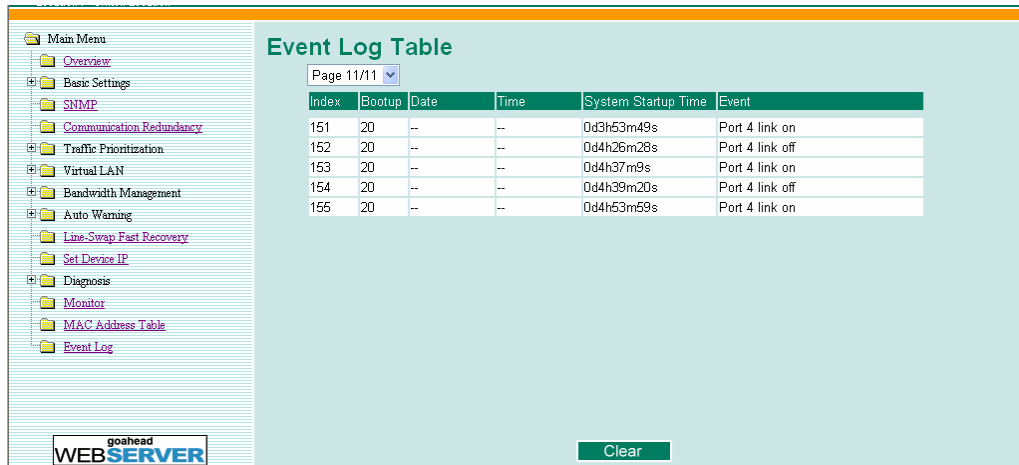 Main Menu
Overview
Basic Settings
SNMP
Communication Redundancy
Traffic Prioritization
Virtual LAN
Bandwidth Management
Auto Warning
Line-Swap Fast Recovery
Set Device IP
Diagnosis
Monitor
MAC Address Table
Event Log
goahead
WEBSERVER
Event Log Table
Page 11/11
Index Bootup Date Time System Startup Time Event
151 20 -- -- 0d3h53m49s Port 4 link on
152 20 -- -- 0d4h26m28s Port 4 link off
153 20 -- -- 0d4h37m9s Port 4 link on
154 20 -- -- 0d4h39m20s Port 4 link off
155 20 -- -- 0d4h53m59s Port 4 link on
Clear